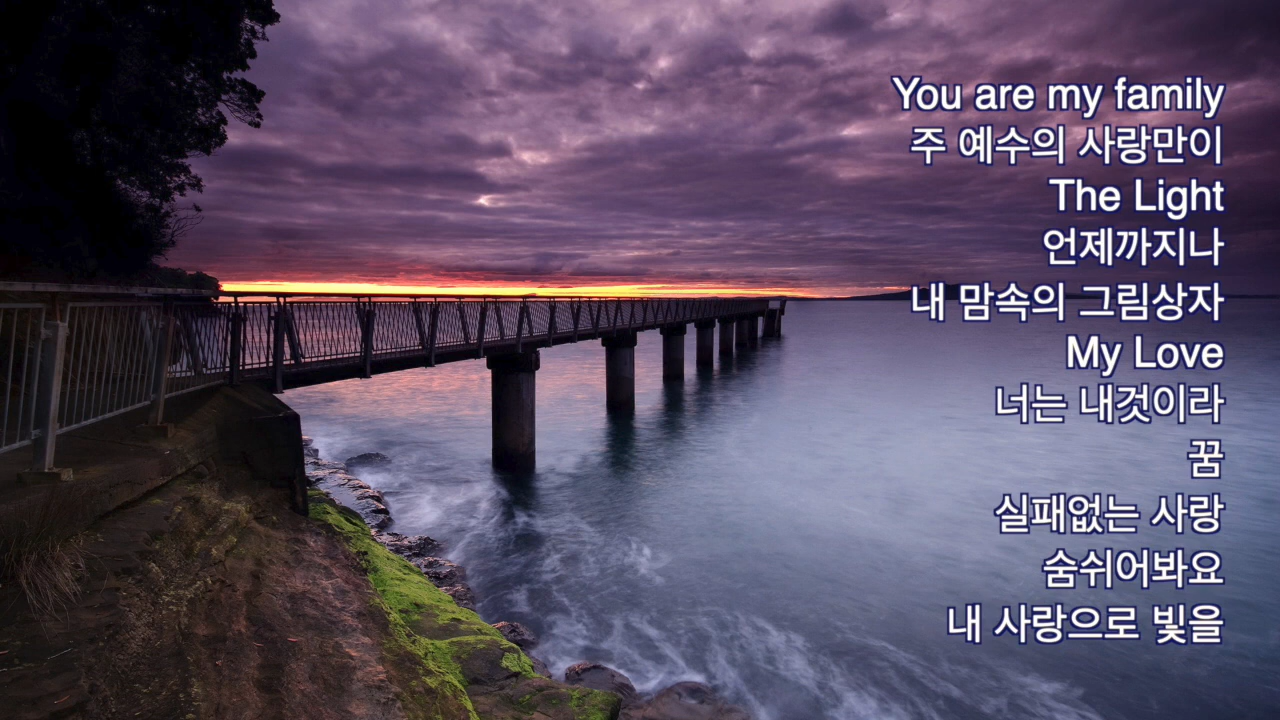 You are my family
주 예수의 사랑만이
The Light
언제까지나
내 맘속의 그림상자
My Love
너는 내것이라
꿈
실패없는 사랑
숨쉬어봐요
내 사랑으로 빛을